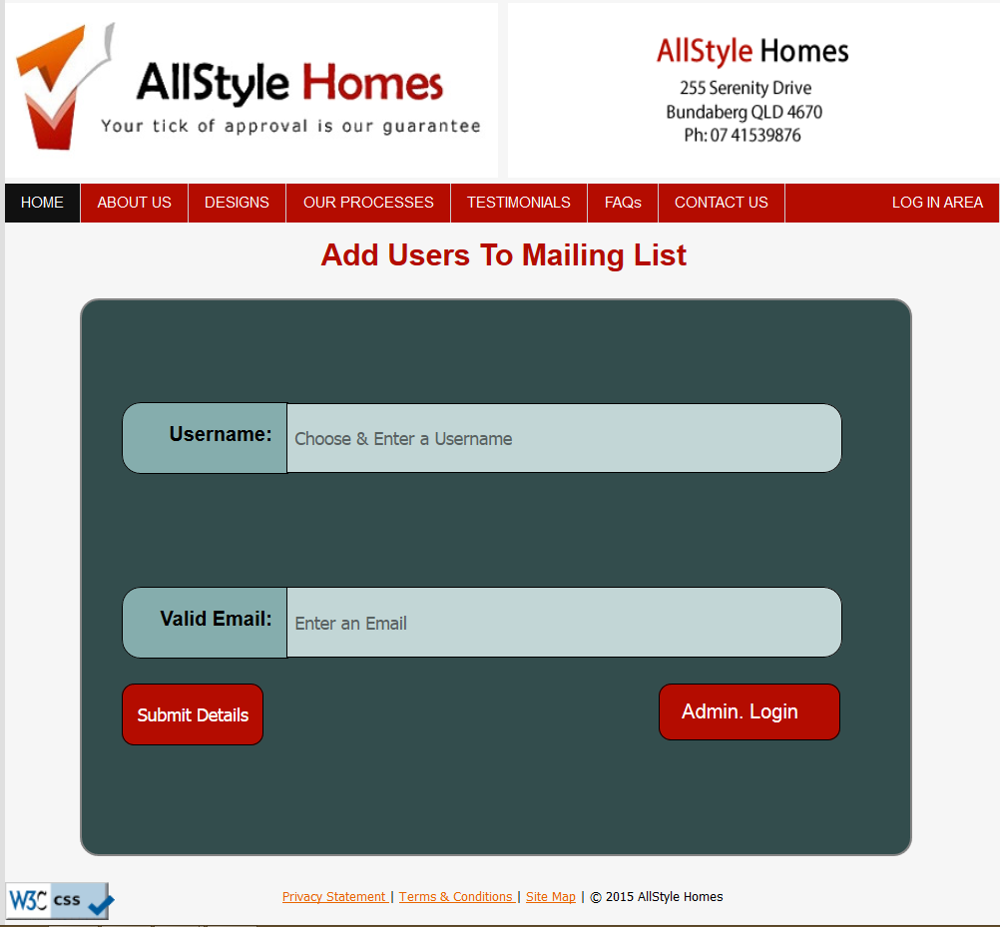 AllStyle Homes
Your tick of approval is our guarantee
AllStyle Homes
255 Serenity Drive
Bundaberg QLD 4670
Ph: 07 41539876
HOME ABOUT US DESIGNS OUR PROCESSES TESTIMONIALS FAQs CONTACT US LOG IN AREA
Add Users To Mailing List
Username: Choose & Enter a Username
Valid Email: Enter an Email
Submit Details Admin. Login
W3C css Privacy Statement | Terms & Conditions | Site Map | © 2015 AllStyle Homes